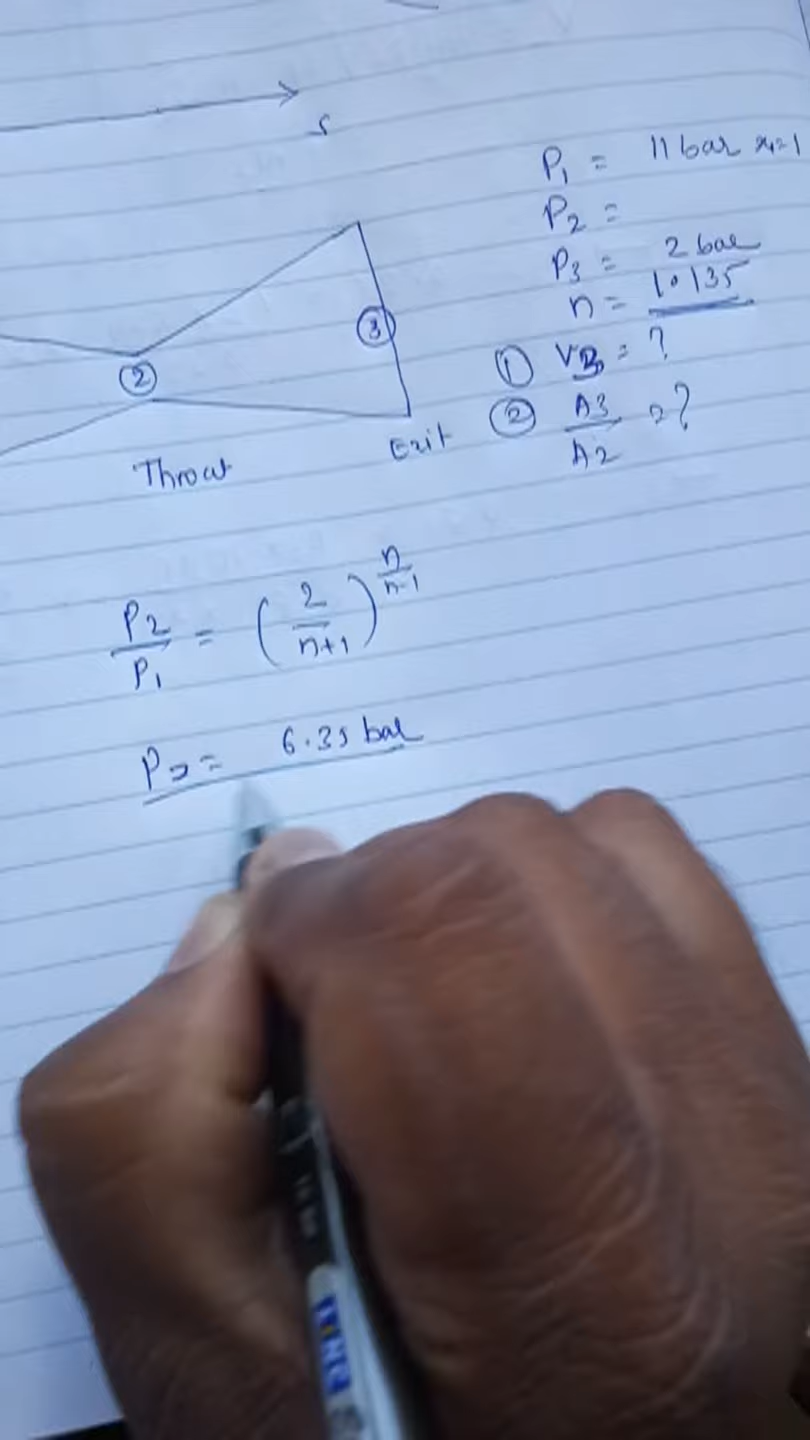 S
P₁ = 11 bar x₁=1
P₂ =
P₃ = 2 bar
n = 1.135
① V₃ = ?
② A3/A2 = ?
②
③
Throat
Exit
P2/P₁ = (2/n+1)^n/n-1
P₂ = 6.35 bar